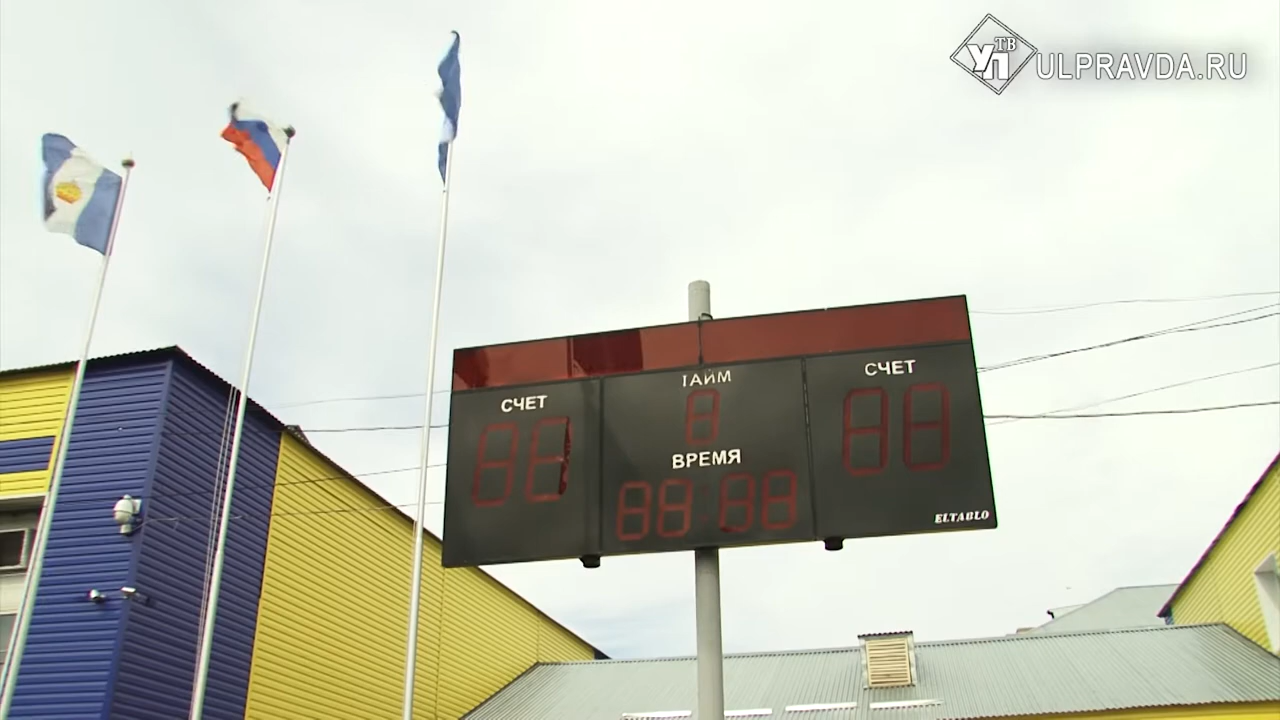 ТВ
УП
ULPRAVDA.RU
ТАЙМ
СЧЕТ
СЧЕТ
ВРЕМЯ
ELTABLO